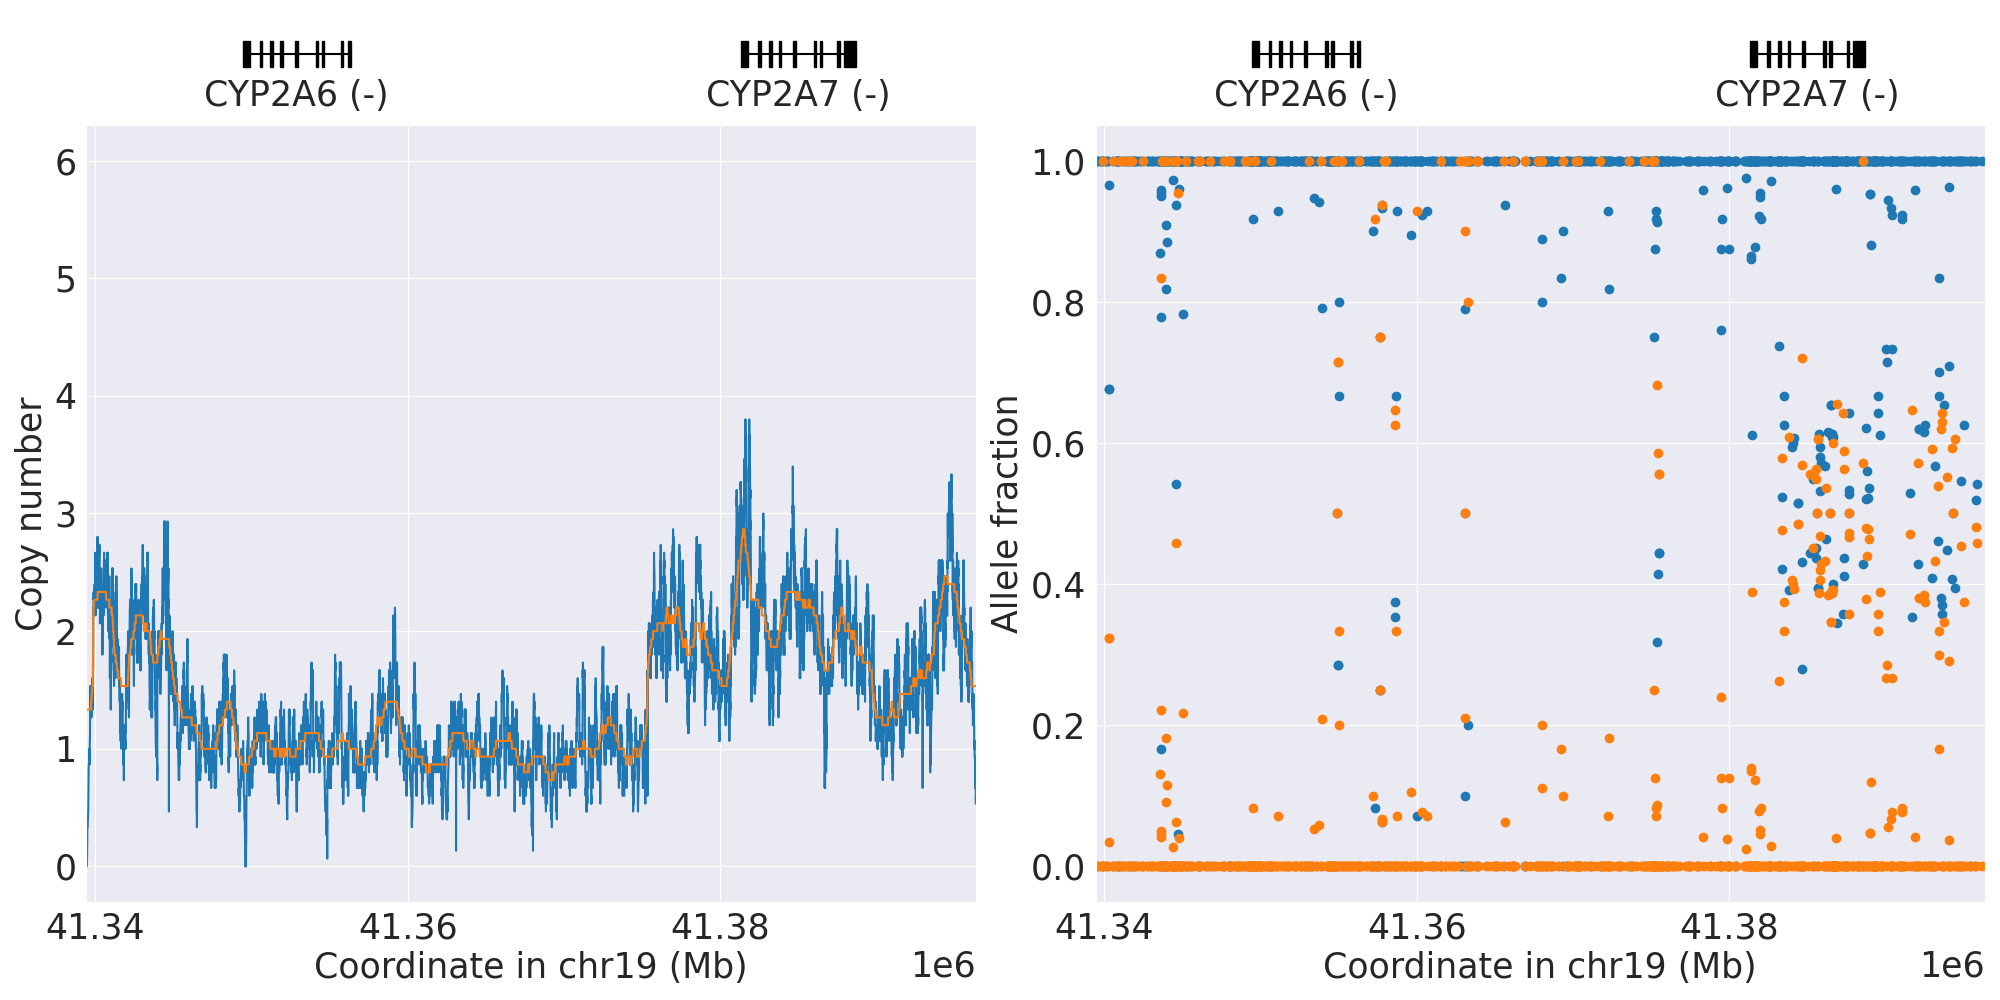 CYP2A6 (-)
CYP2A7 (-)
6
5
4
3
2
1
0
Copy number
41.34
41.36
41.38
Coordinate in chr19 (Mb)
1e6
CYP2A6 (-)
CYP2A7 (-)
1.0
0.8
0.6
0.4
0.2
0.0
Allele fraction
41.34
41.36
41.38
Coordinate in chr19 (Mb)
1e6